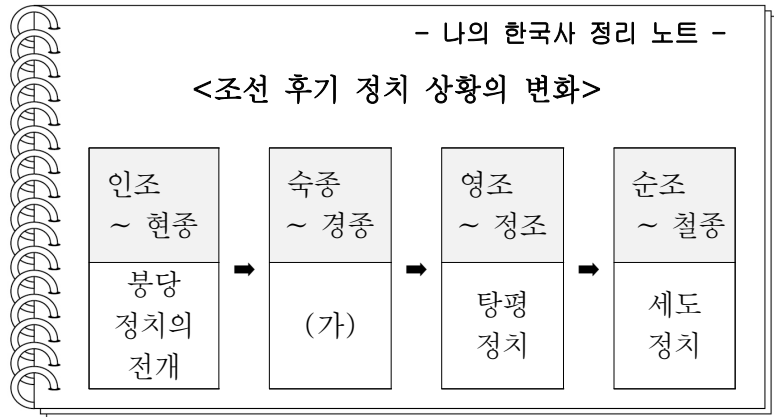 - 나의 한국사 정리 노트 -
<조선 후기 정치 상황의 변화>
인조
~ 현종
붕당
정치의
전개
숙종
~ 경종
(가)
영조
~ 정조
탕평
정치
순조
~ 철종
세도
정치